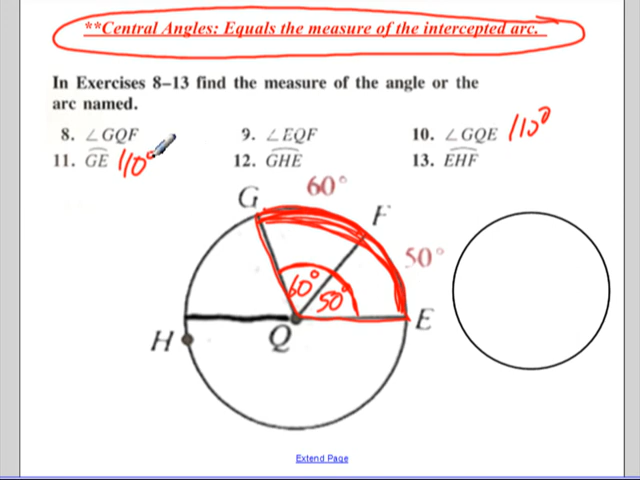 **Central Angles: Equals the measure of the intercepted arc.
In Exercises 8–13 find the measure of the angle or the
arc named.
8. ∠GQF 9. ∠EQF 10. ∠GQE 110°
11. GE 110° 12. GHE 13. EHF
60°
G
F
50°
60° 50°
H Q E
Extend Page